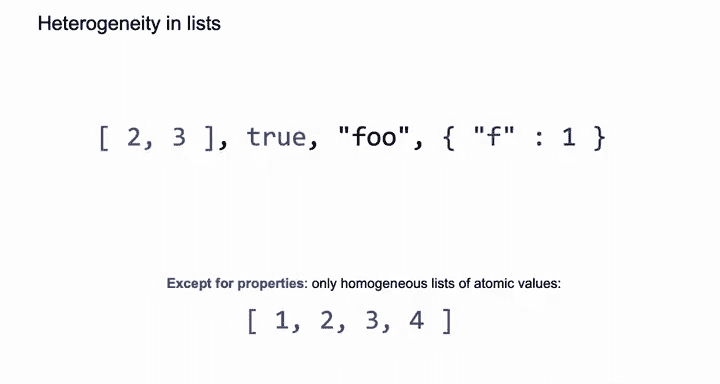 Heterogeneity in lists
[ 2, 3 ], true, "foo", { "f" : 1 }
Except for properties: only homogeneous lists of atomic values:
[ 1, 2, 3, 4 ]